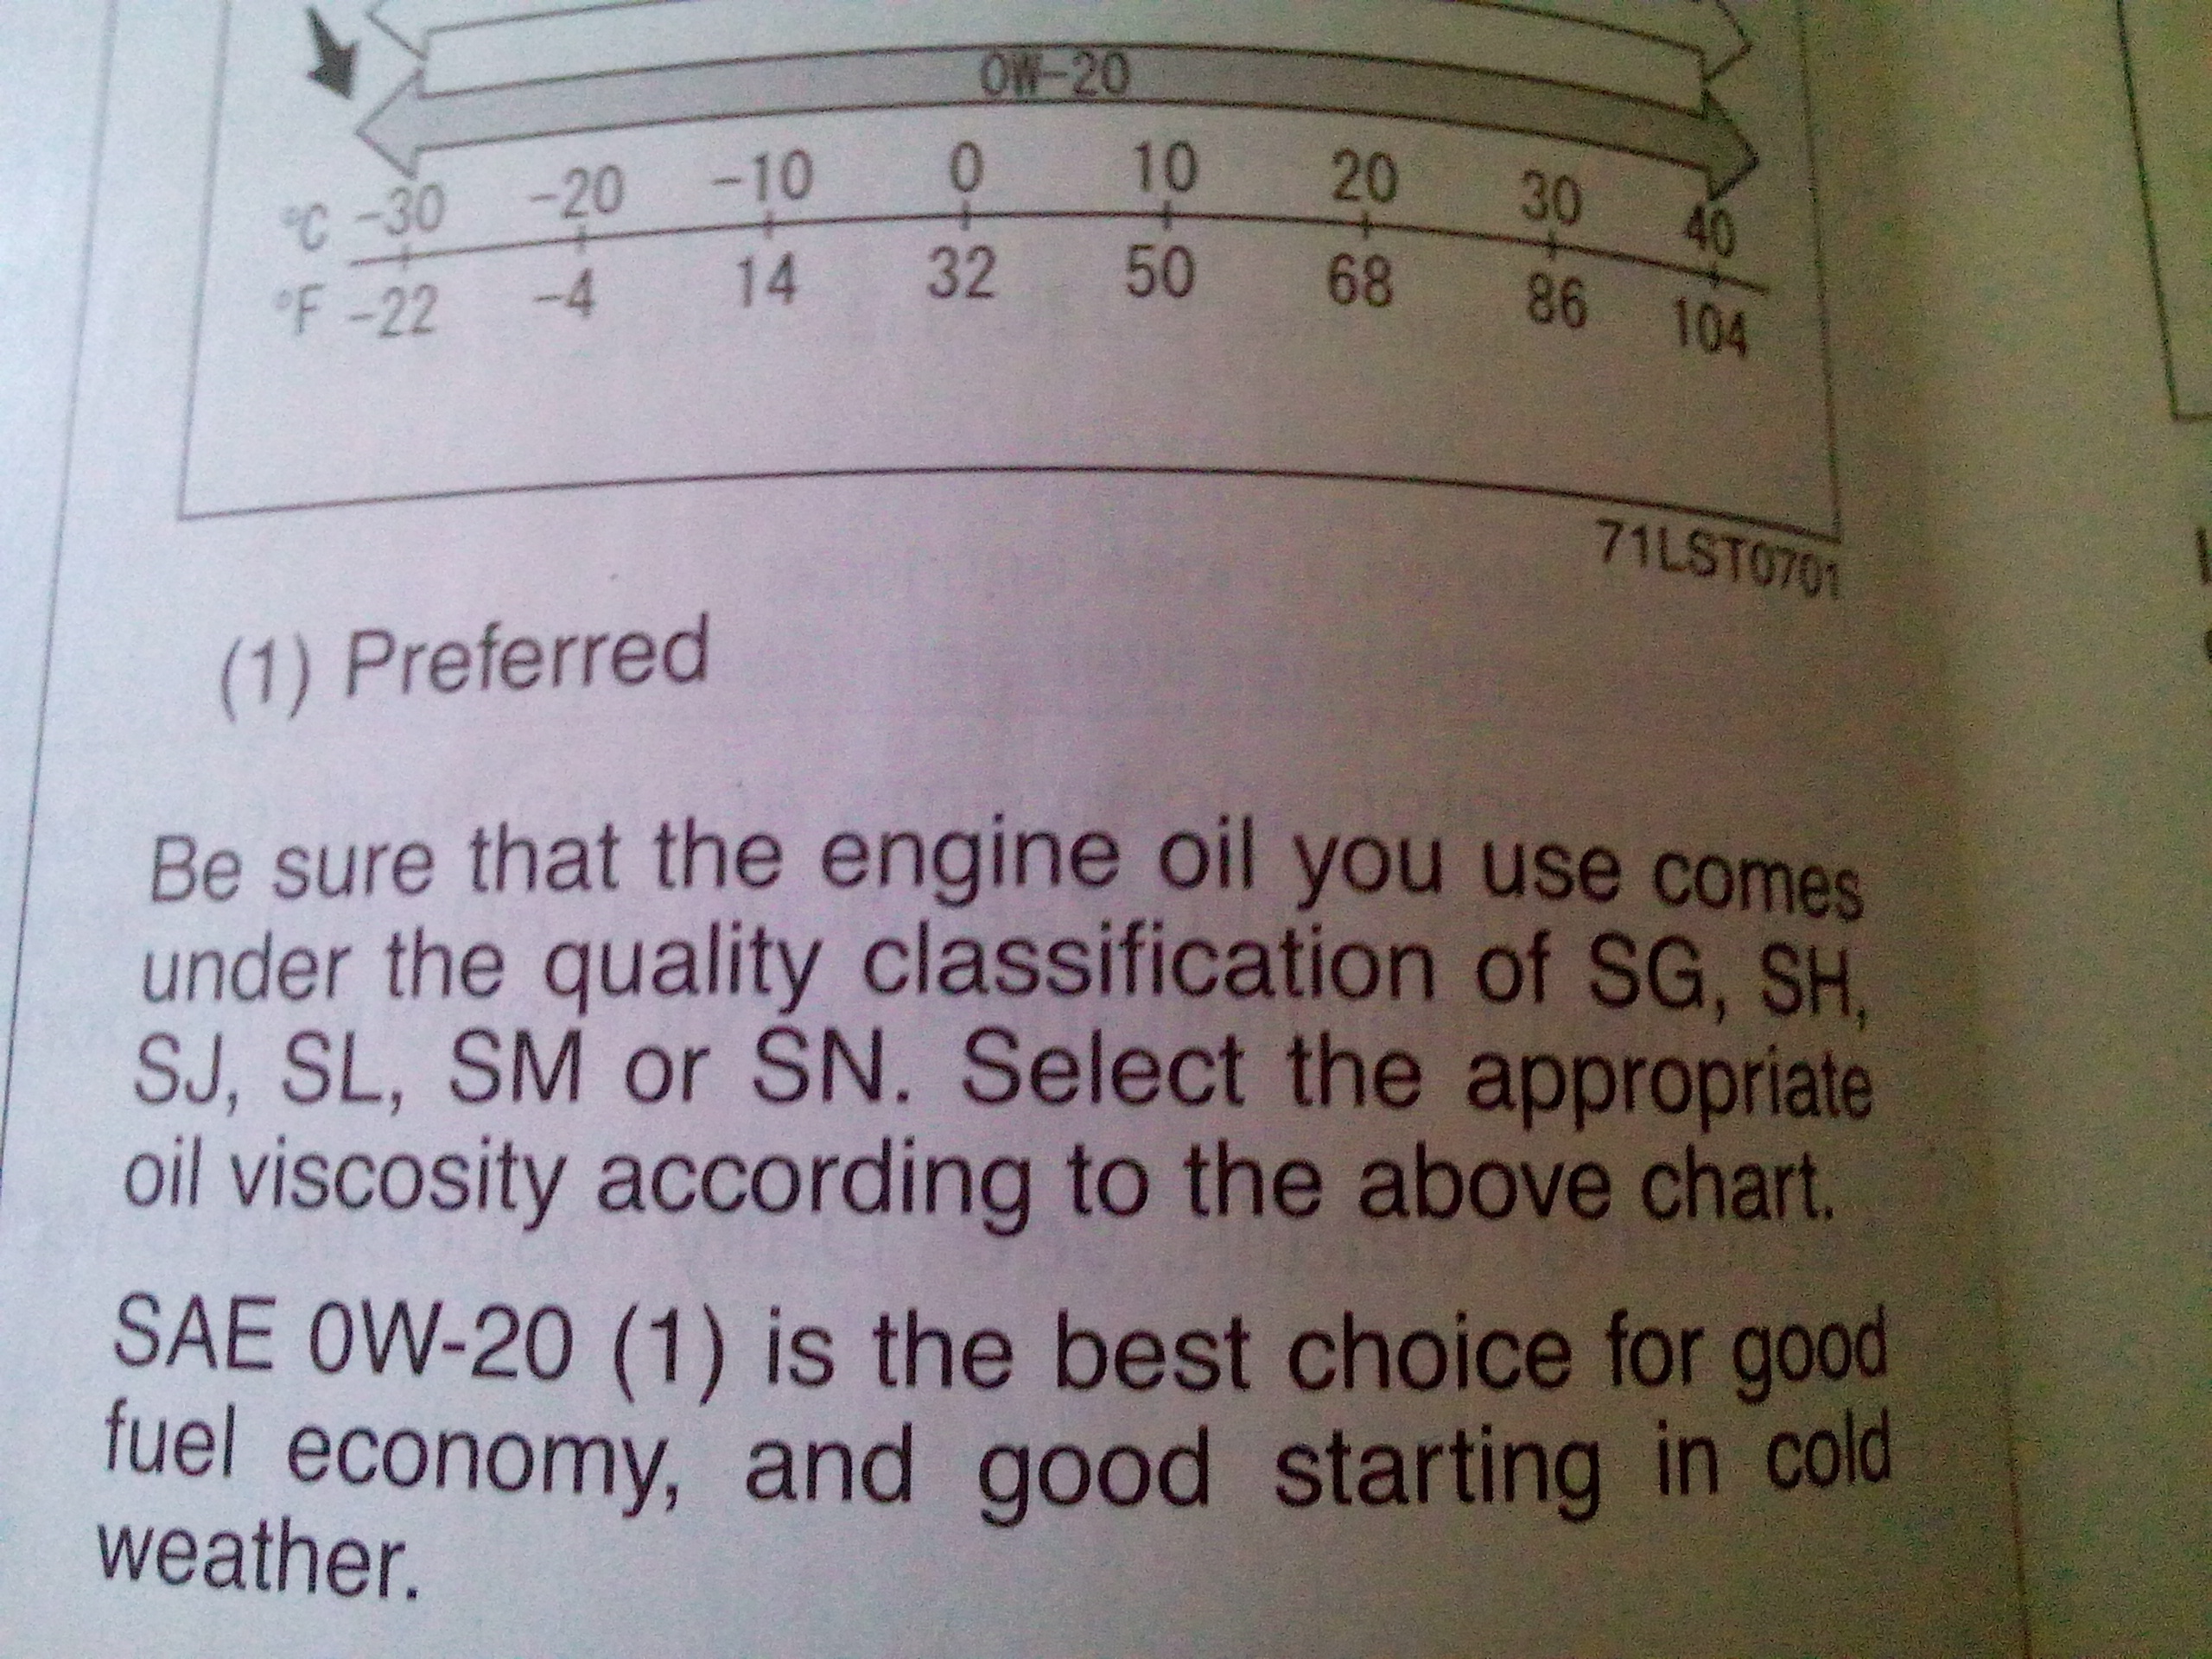 0W-20
°C -30 -20 -10 0 10 20 30 40
°F -22 -4 14 32 50 68 86 104
71LST0701
(1) Preferred
Be sure that the engine oil you use comes
under the quality classification of SG, SH,
SJ, SL, SM or SN. Select the appropriate
oil viscosity according to the above chart.
SAE 0W-20 (1) is the best choice for good
fuel economy, and good starting in cold
weather.